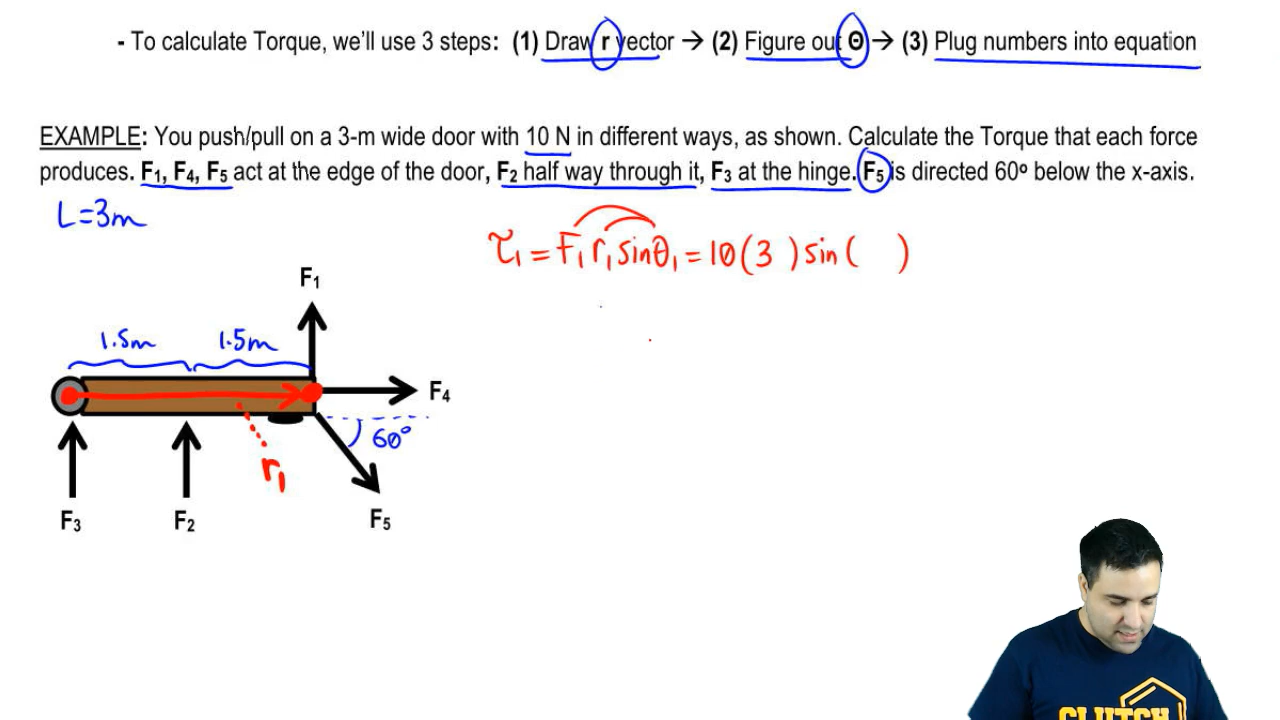 - To calculate Torque, we'll use 3 steps: (1) Draw r vector → (2) Figure out Θ → (3) Plug numbers into equation
EXAMPLE: You push/pull on a 3-m wide door with 10 N in different ways, as shown. Calculate the Torque that each force
produces. F₁, F₄, F₅ act at the edge of the door, F₂ half way through it, F₃ at the hinge. F₅ is directed 60º below the x-axis.
L=3m
τ₁ = F₁ r₁ sinθ₁ = 10(3 ) sin( )
F₁
1.5m 1.5m
F₄
60°
r₁
F₃ F₂ F₅
CLUTCH